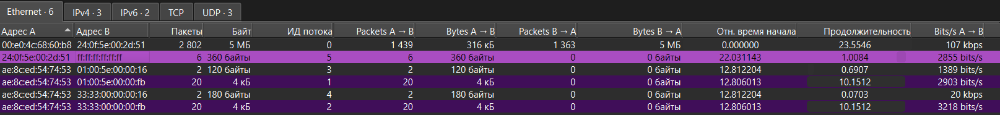 Ethernet · 6 IPv4 · 3 IPv6 · 2 TCP UDP · 3
Адрес A Адрес B Пакеты Байт ИД потока Packets A → B Bytes A → B Packets B → A Bytes B → A Отн. время начала Продолжительность Bits/s A → B
00:e0:4c:68:60:b8 24:0f:5e:00:2d:51 2 802 5 МБ 0 1 439 316 кБ 1 363 5 МБ 0.000000 23.5546 107 kbps
24:0f:5e:00:2d:51 ff:ff:ff:ff:ff:ff 6 360 байты 5 6 360 байты 0 0 байты 22.031143 1.0084 2855 bits/s
ae:8c:ed:54:74:53 01:00:5e:00:00:16 2 120 байты 3 2 120 байты 0 0 байты 12.812204 0.6907 1389 bits/s
ae:8c:ed:54:74:53 01:00:5e:00:00:fb 20 4 кБ 1 20 4 кБ 0 0 байты 12.806013 10.1512 2903 bits/s
ae:8c:ed:54:74:53 33:33:00:00:00:16 2 180 байты 4 2 180 байты 0 0 байты 12.812204 0.0703 20 kbps
ae:8c:ed:54:74:53 33:33:00:00:00:fb 20 4 кБ 2 20 4 кБ 0 0 байты 12.806013 10.1512 3218 bits/s